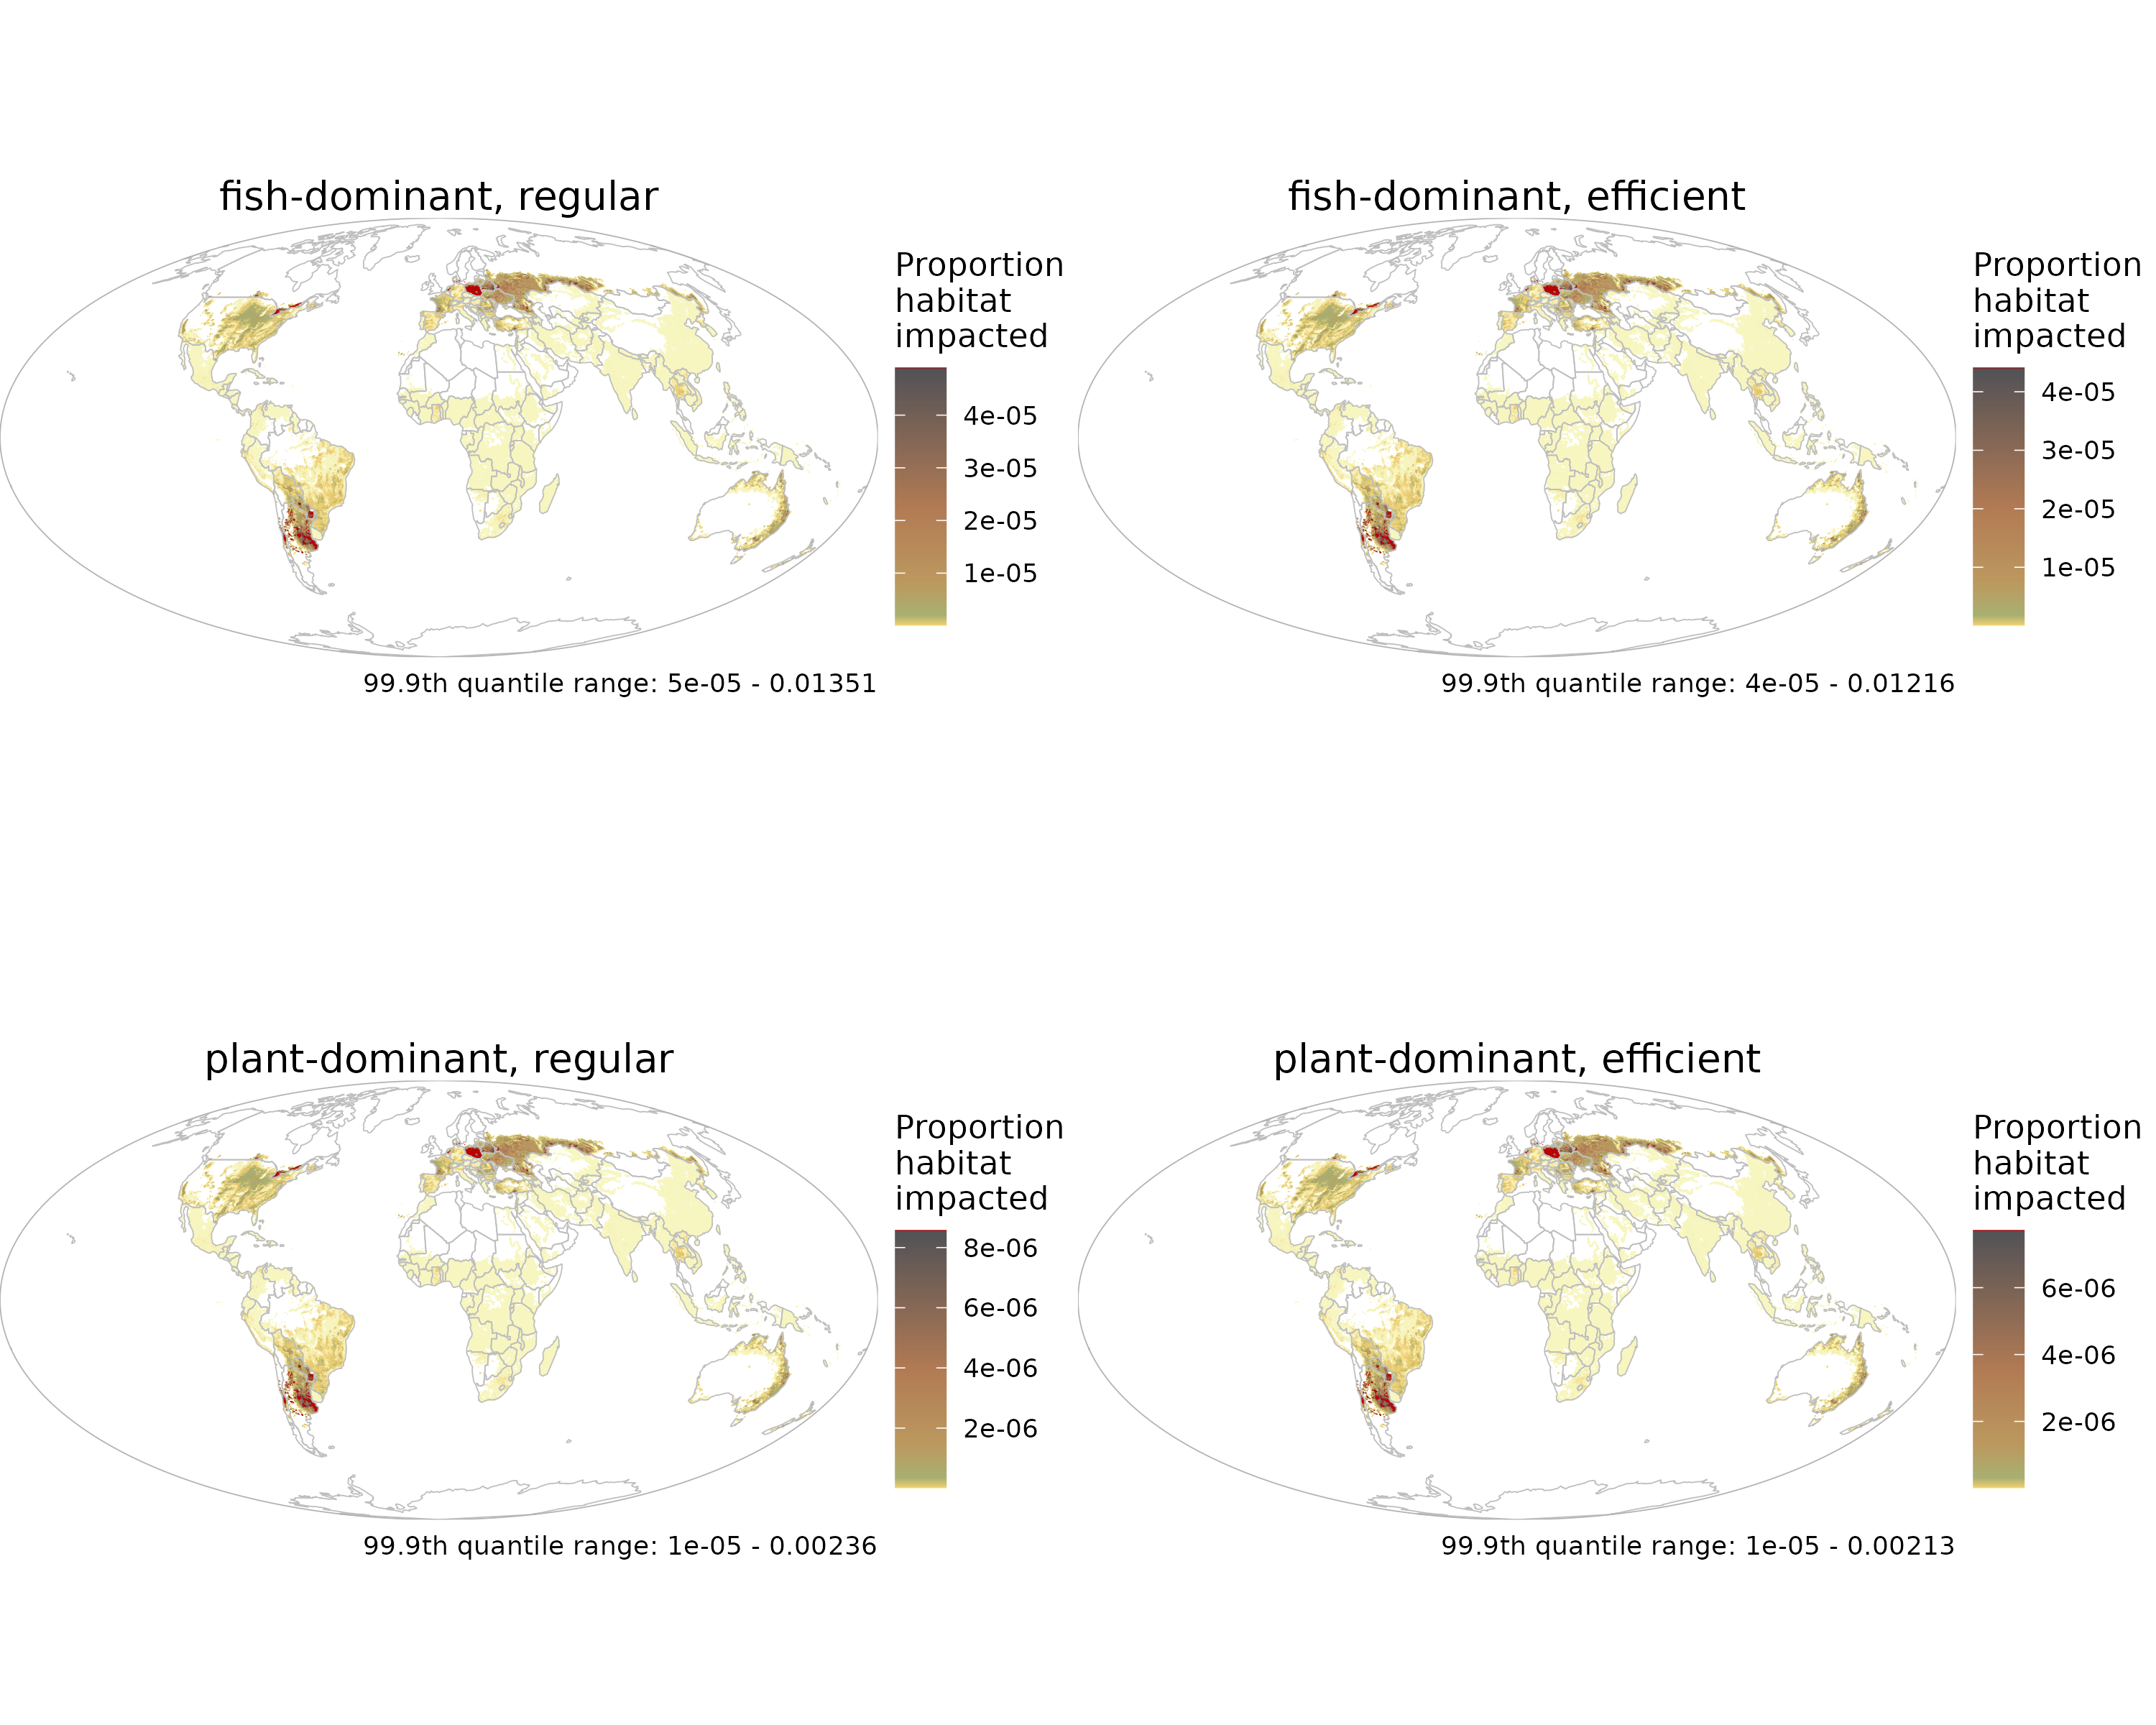 fish-dominant, regular
Proportion
habitat
impacted
4e-05
3e-05
2e-05
1e-05
99.9th quantile range: 5e-05 - 0.01351
fish-dominant, efficient
Proportion
habitat
impacted
4e-05
3e-05
2e-05
1e-05
99.9th quantile range: 4e-05 - 0.01216
plant-dominant, regular
Proportion
habitat
impacted
8e-06
6e-06
4e-06
2e-06
99.9th quantile range: 1e-05 - 0.00236
plant-dominant, efficient
Proportion
habitat
impacted
6e-06
4e-06
2e-06
99.9th quantile range: 1e-05 - 0.00213